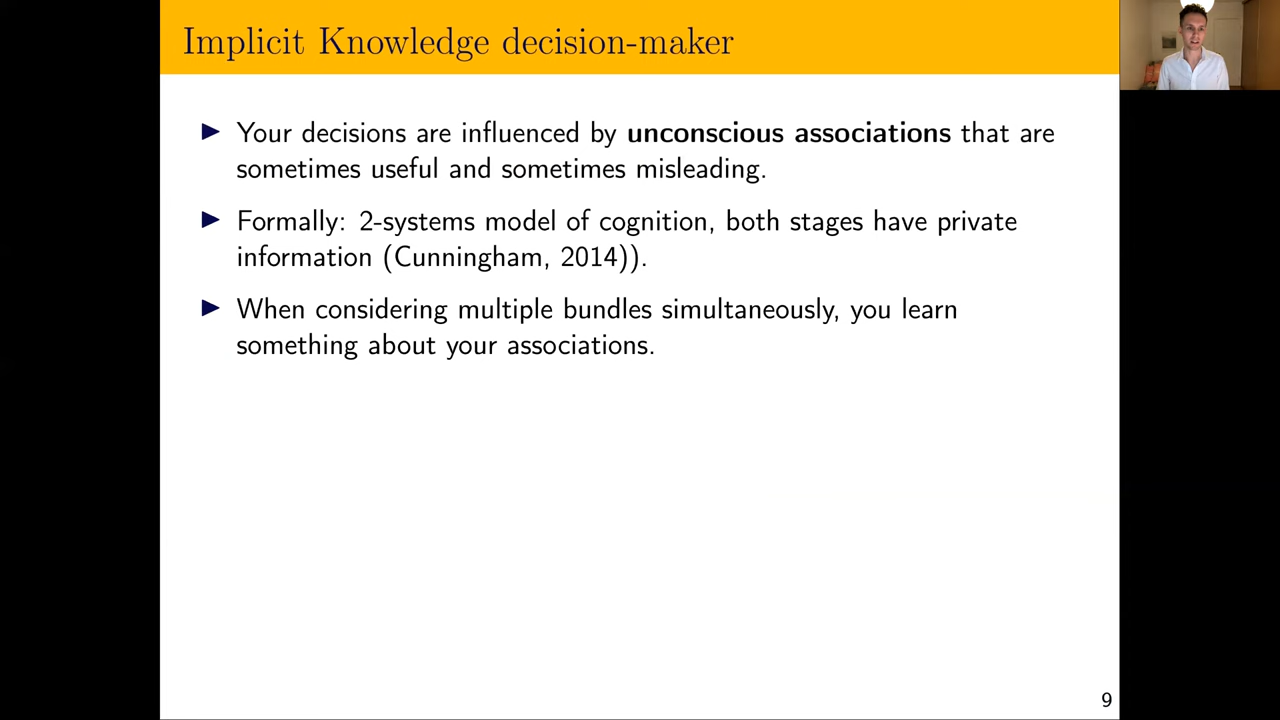 Implicit Knowledge decision-maker
▶ Your decisions are influenced by unconscious associations that are
sometimes useful and sometimes misleading.
▶ Formally: 2-systems model of cognition, both stages have private
information (Cunningham, 2014)).
▶ When considering multiple bundles simultaneously, you learn
something about your associations.
9